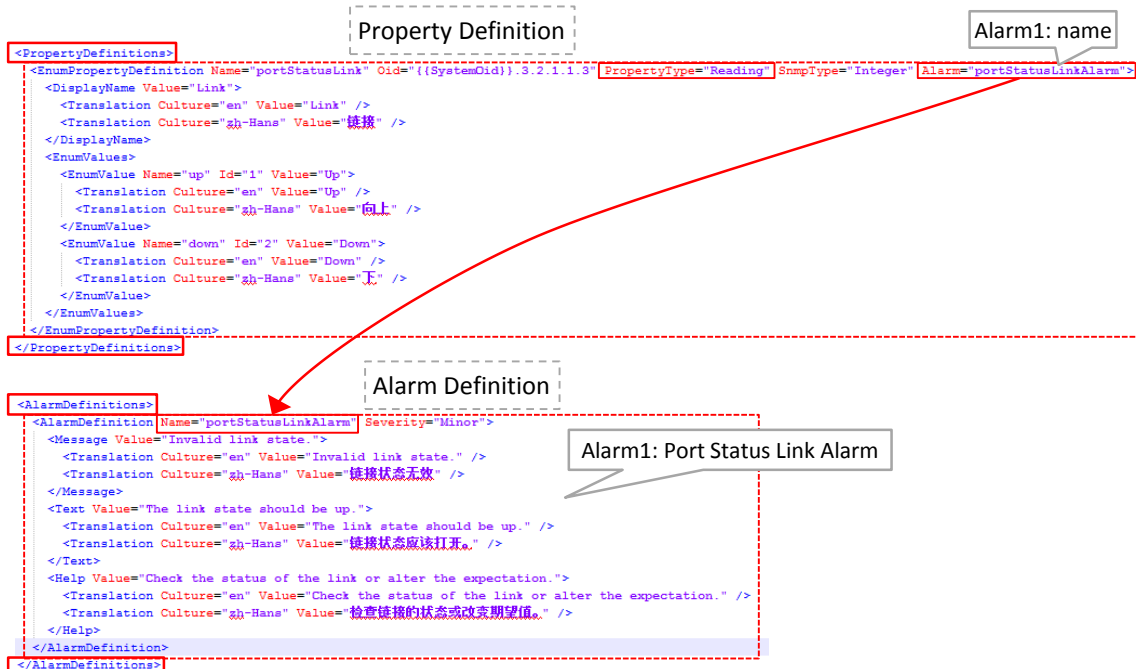 Property Definition
Alarm1: name
<PropertyDefinitions>
<EnumPropertyDefinition Name="portStatusLink" Oid="{{SystemOid}}.3.2.1.1.3" PropertyType="Reading" SnmpType="Integer" Alarm="portStatusLinkAlarm">
<DisplayName Value="Link">
<Translation Culture="en" Value="Link" />
<Translation Culture="zh-Hans" Value="链接" />
</DisplayName>
<EnumValues>
<EnumValue Name="up" Id="1" Value="Up">
<Translation Culture="en" Value="Up" />
<Translation Culture="zh-Hans" Value="向上" />
</EnumValue>
<EnumValue Name="down" Id="2" Value="Down">
<Translation Culture="en" Value="Down" />
<Translation Culture="zh-Hans" Value="下" />
</EnumValue>
</EnumValues>
</EnumPropertyDefinition>
</PropertyDefinitions>
Alarm Definition
<AlarmDefinitions>
<AlarmDefinition Name="portStatusLinkAlarm" Severity="Minor">
<Message Value="Invalid link state.">
<Translation Culture="en" Value="Invalid link state." />
<Translation Culture="zh-Hans" Value="链接状态无效" />
</Message>
Alarm1: Port Status Link Alarm
<Text Value="The link state should be up.">
<Translation Culture="en" Value="The link state should be up." />
<Translation Culture="zh-Hans" Value="链接状态应该打开。" />
</Text>
<Help Value="Check the status of the link or alter the expectation.">
<Translation Culture="en" Value="Check the status of the link or alter the expectation." />
<Translation Culture="zh-Hans" Value="检查链接的状态或改变期望值。" />
</Help>
</AlarmDefinition>
</AlarmDefinitions>